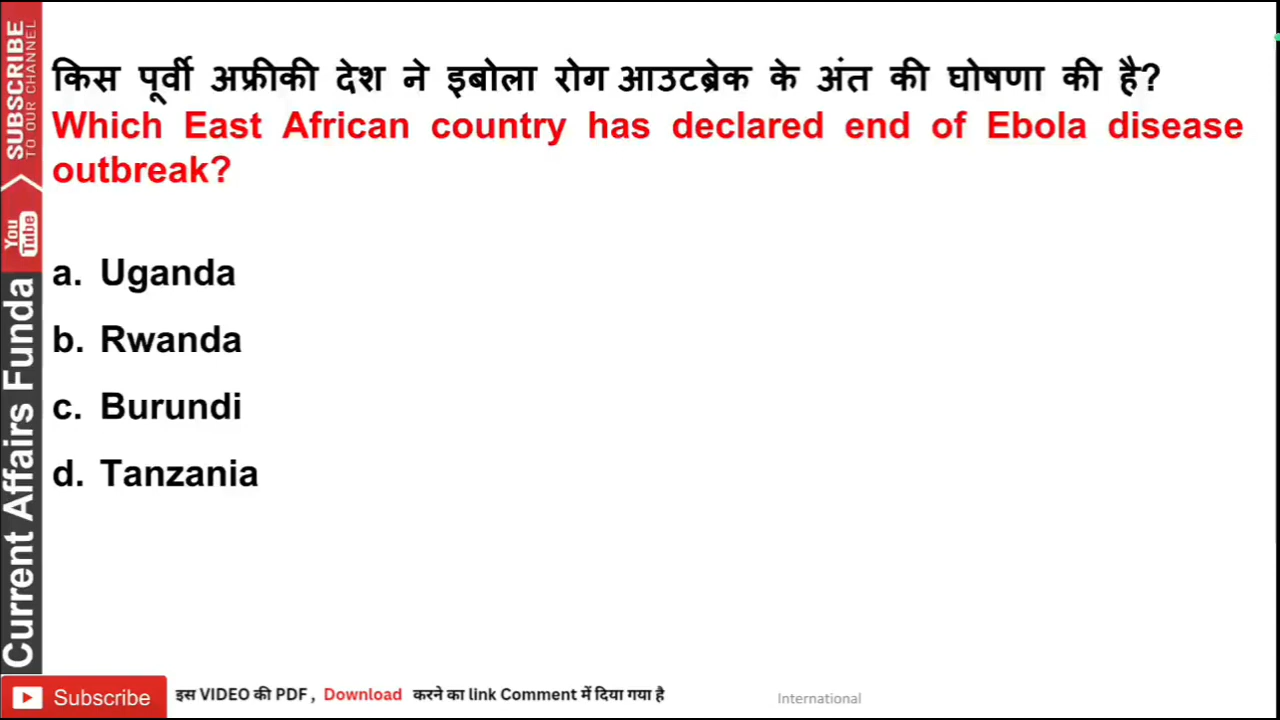 किस पूर्वी अफ्रीकी देश ने इबोला रोग आउटब्रेक के अंत की घोषणा की है?
Which East African country has declared end of Ebola disease
outbreak?
a. Uganda
b. Rwanda
c. Burundi
d. Tanzania
SUBSCRIBE
TO OUR CHANNEL
You
Tube
Current Affairs Funda
Subscribe
इस VIDEO की PDF , Download करने का link Comment में दिया गया है
International